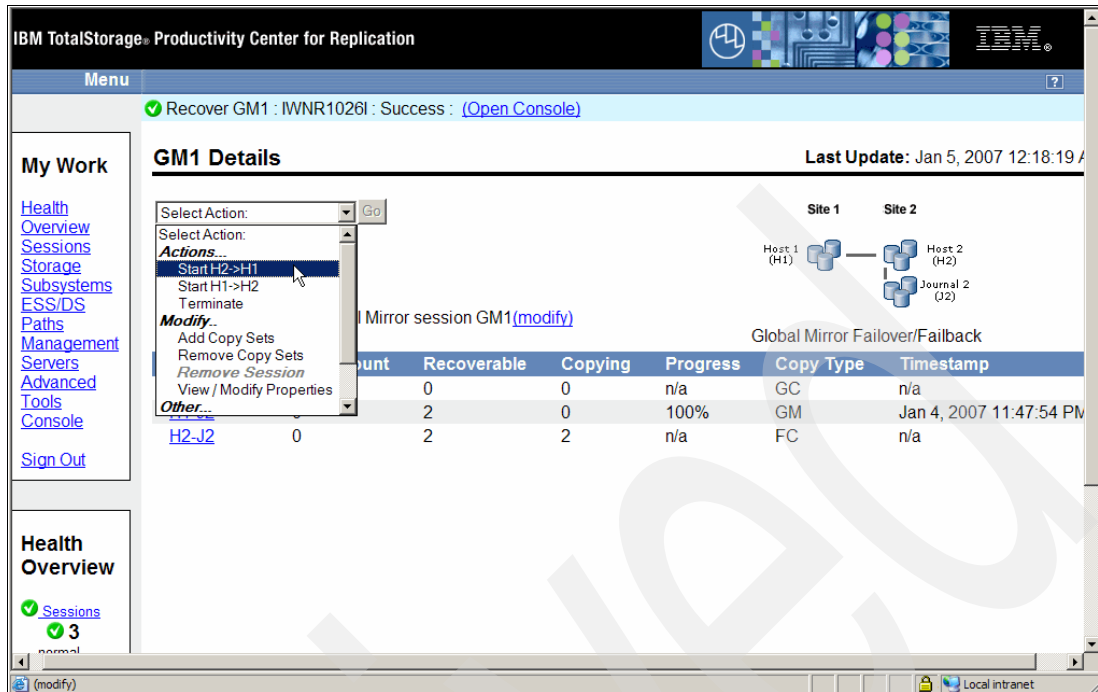 IBM TotalStorage® Productivity Center for Replication
IBM®
Menu
?
Recover GM1 : IWNR1026I : Success : (Open Console)
My Work
Health Overview
Sessions
Storage Subsystems
ESS/DS Paths
Management Servers
Advanced Tools
Console
Sign Out
Health Overview
Sessions
3
normal
GM1 Details
Last Update: Jan 5, 2007 12:18:19 A
Select Action:
Go
Select Action:
Actions...
Start H2->H1
Start H1->H2
Terminate
Modify..
Add Copy Sets
Remove Copy Sets
Remove Session
View / Modify Properties
Other...
Site 1 Site 2
Host 1 (H1)
Host 2 (H2)
Journal 2 (J2)
Global Mirror Failover/Failback
l Mirror session GM1(modify)
unt Recoverable Copying Progress Copy Type Timestamp
0 0 n/a GC n/a
2 0 100% GM Jan 4, 2007 11:47:54 PM
H2-J2 0 2 2 n/a FC n/a
(modify)
Local intranet